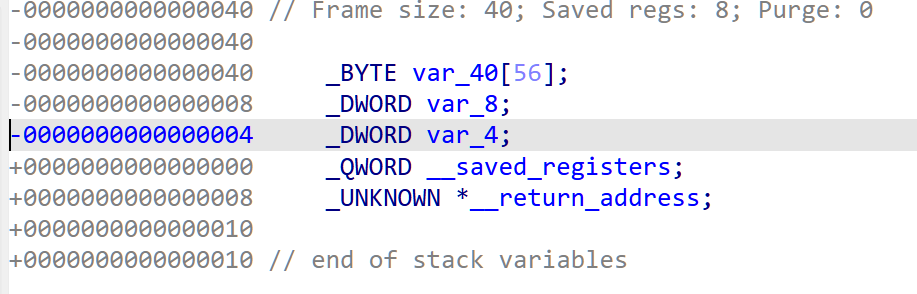 -0000000000000040 // Frame size: 40; Saved regs: 8; Purge: 0
-0000000000000040
-0000000000000040     _BYTE var_40[56];
-0000000000000008     _DWORD var_8;
-0000000000000004     _DWORD var_4;
+0000000000000000     _QWORD __saved_registers;
+0000000000000008     _UNKNOWN *__return_address;
+0000000000000010
+0000000000000010 // end of stack variables